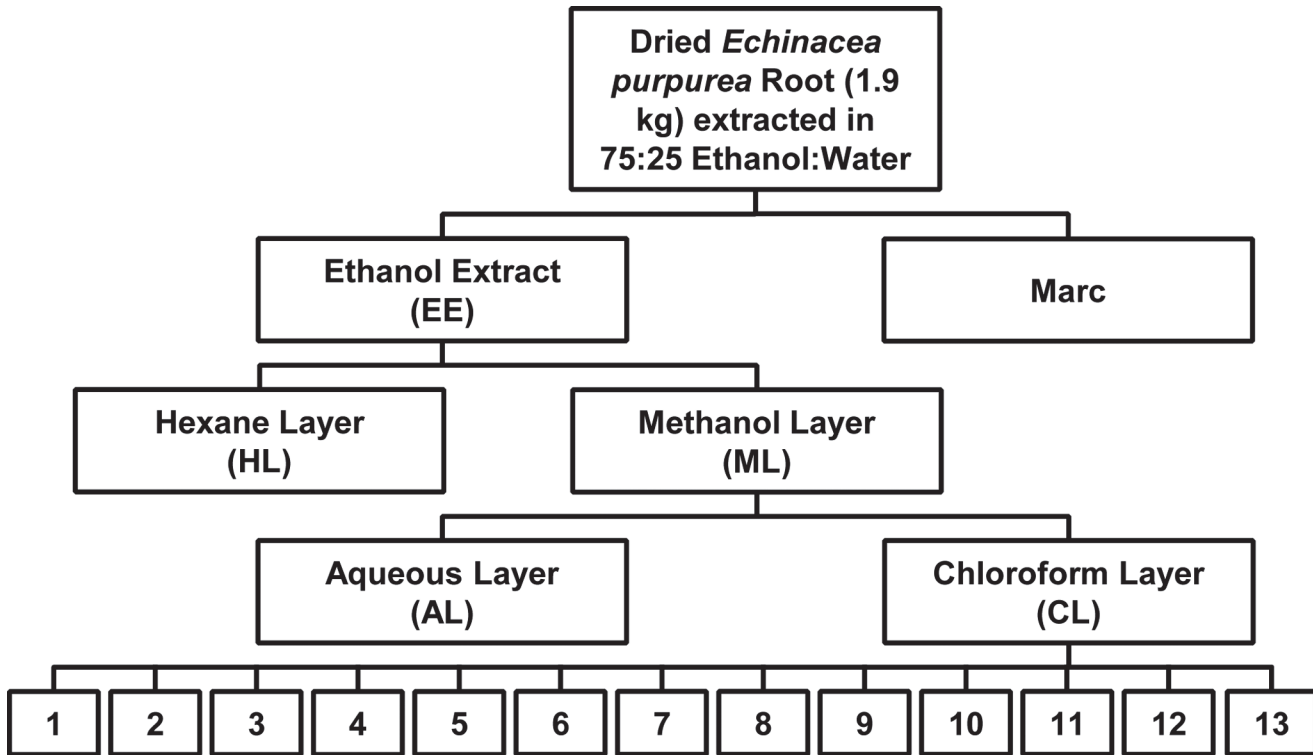 Dried Echinacea
purpurea Root (1.9
kg) extracted in
75:25 Ethanol:Water
Ethanol Extract
(EE)
Marc
Hexane Layer
(HL)
Methanol Layer
(ML)
Aqueous Layer
(AL)
Chloroform Layer
(CL)
1 2 3 4 5 6 7 8 9 10 11 12 13